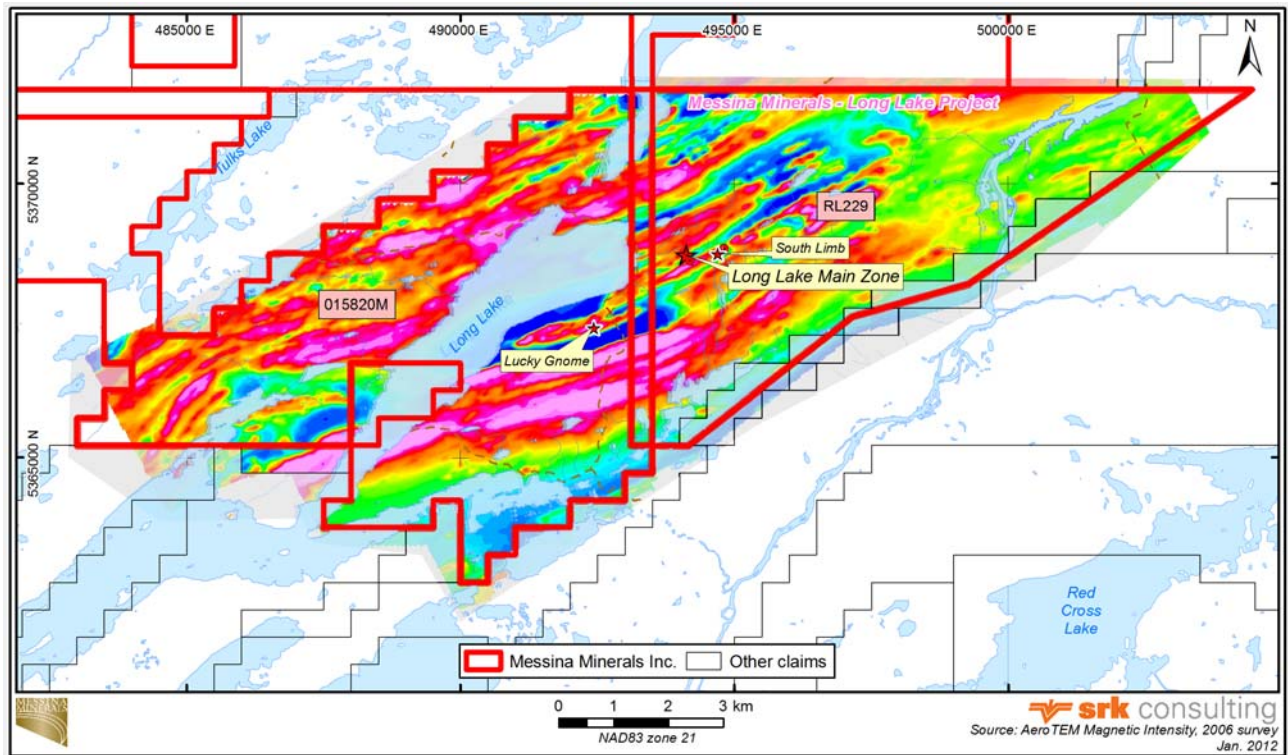 485000 E
490000 E
495000 E
500000 E
N
Messina Minerals - Long Lake Project
Tulks Lake
5370000 N
RL229
South Limb
Long Lake Main Zone
015820M
Long Lake
Lucky Gnome
5365000 N
Red
Cross
Lake
Messina Minerals Inc.
Other claims
0 1 2 3 km
NAD83 zone 21
srk consulting
Source: AeroTEM Magnetic Intensity, 2006 survey
Jan. 2012